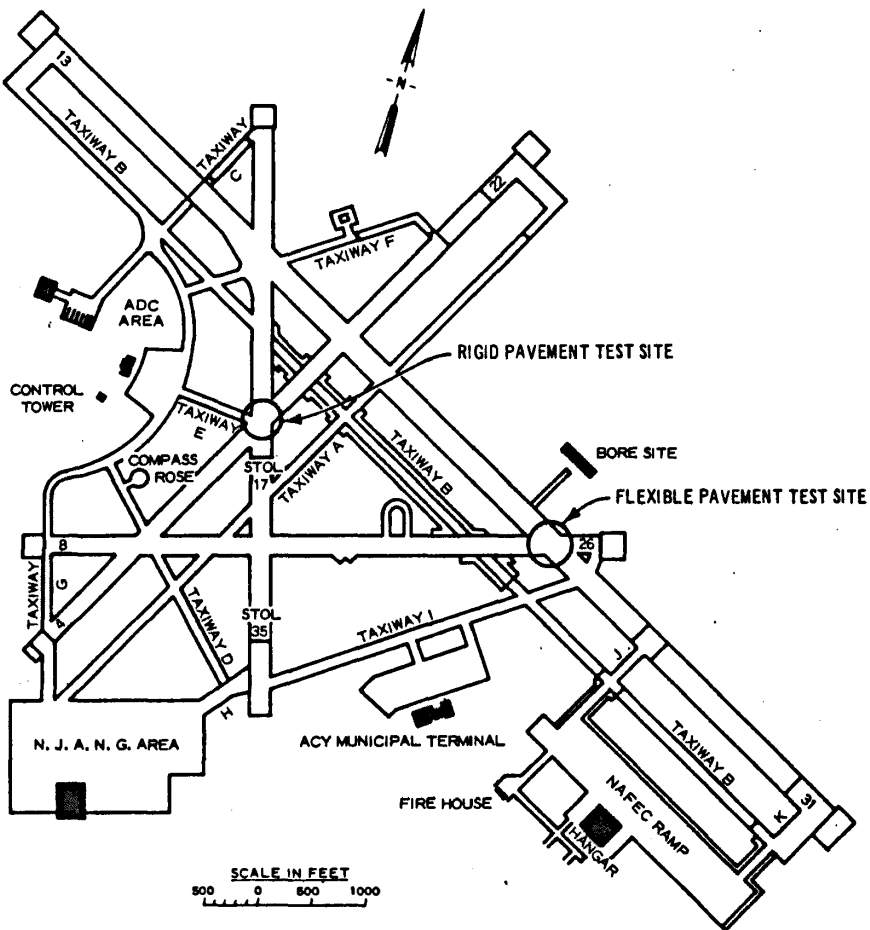 13
-N-
TAXIWAY B
TAXIWAY
C
22
TAXIWAY F
ADC
AREA
RIGID PAVEMENT TEST SITE
CONTROL
TOWER
TAXIWAY
E
COMPASS
ROSE
STOL
17
TAXIWAY A
TAXIWAY B
BORE SITE
FLEXIBLE PAVEMENT TEST SITE
8
26
TAXIWAY
G
4
TAXIWAY D
STOL
35
TAXIWAY I
J
H
N. J. A. N. G. AREA
ACY MUNICIPAL TERMINAL
TAXIWAY B
31
K
FIRE HOUSE
NAFEC RAMP
HANGAR
SCALE IN FEET
500 0 500 1000